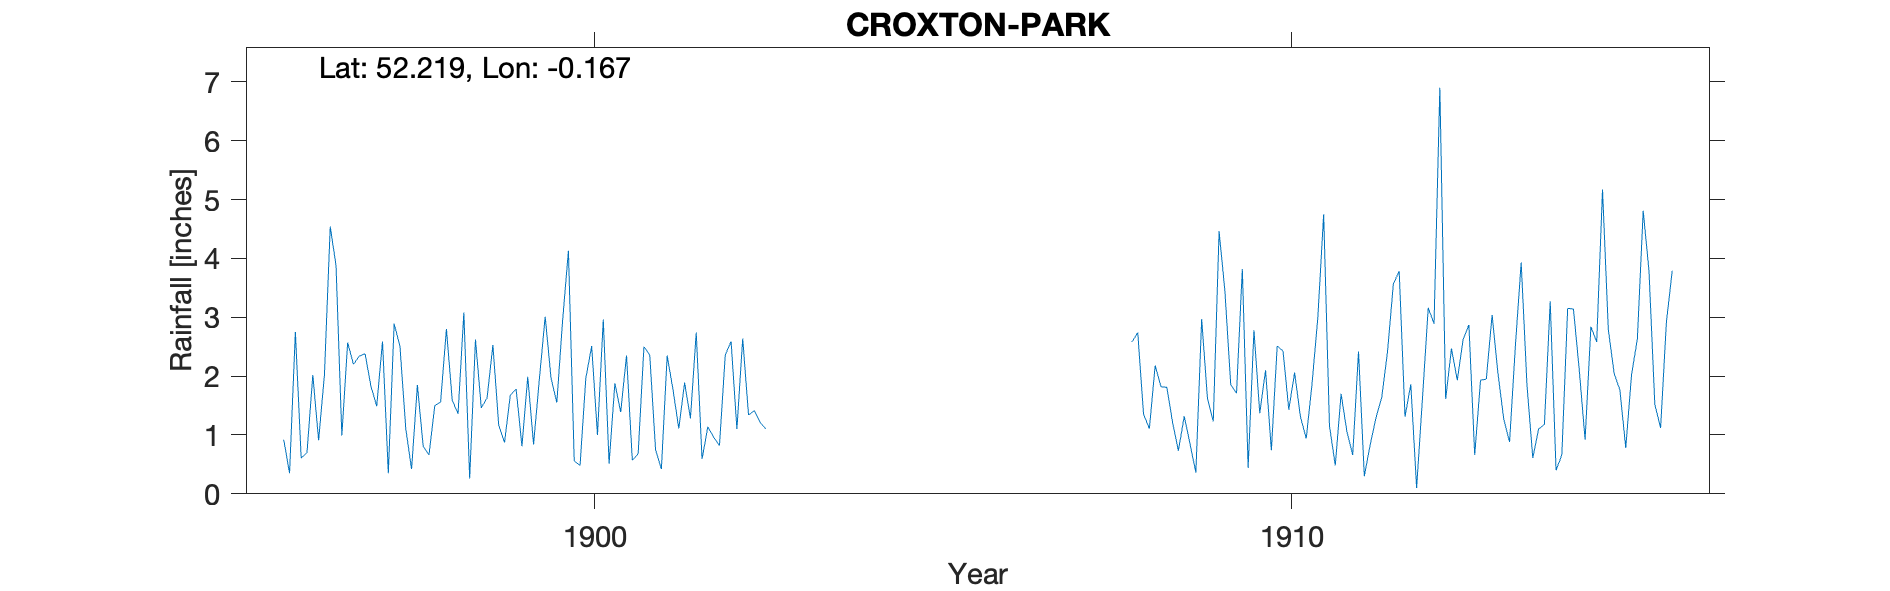 CROXTON-PARK
Lat: 52.219, Lon: -0.167
7
6
5
4
3
2
1
0
Rainfall [inches]
1900
1910
Year